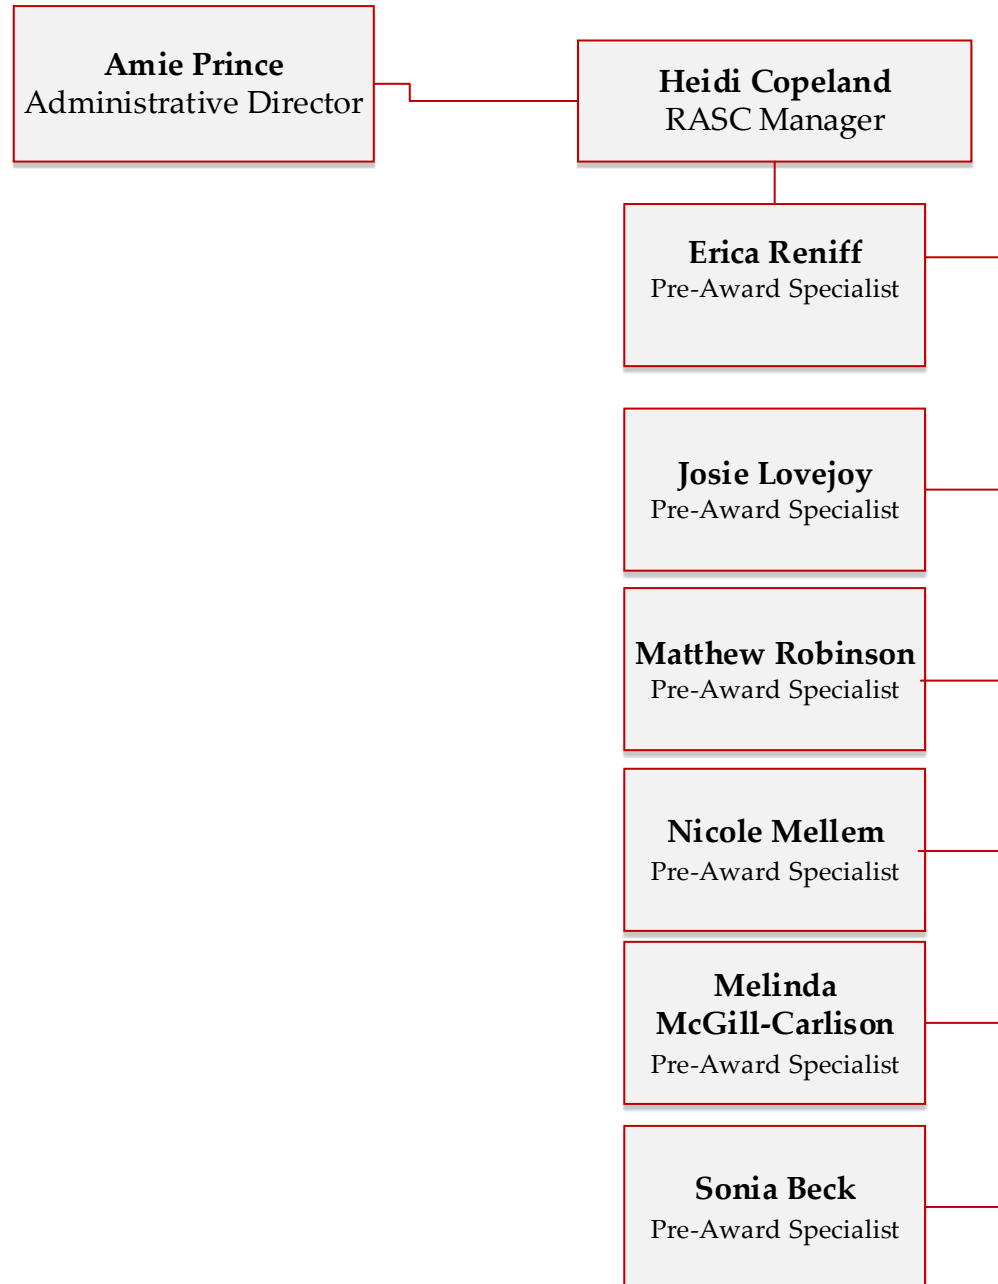 Amie Prince
Administrative Director
Heidi Copeland
RASC Manager
Erica Reniff
Pre-Award Specialist
Josie Lovejoy
Pre-Award Specialist
Matthew Robinson
Pre-Award Specialist
Nicole Mellem
Pre-Award Specialist
Melinda
McGill-Carlison
Pre-Award Specialist
Sonia Beck
Pre-Award Specialist